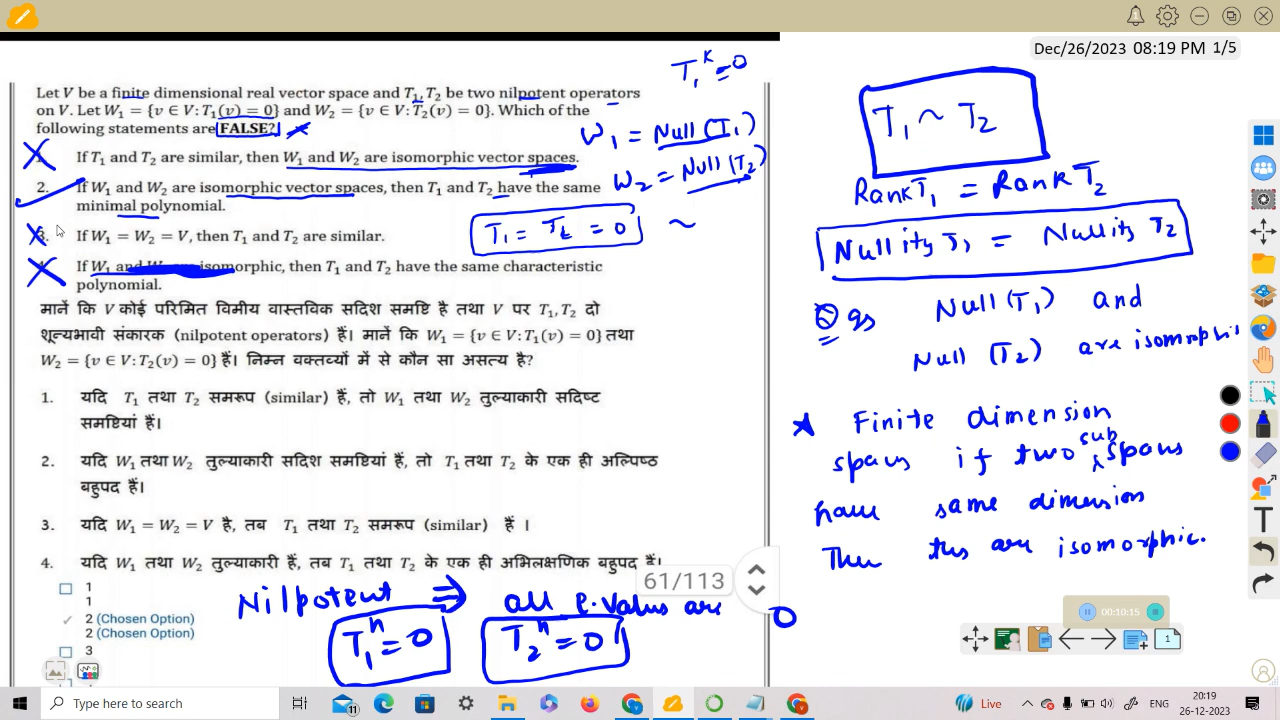 Dec/26/2023 08:19 PM 1/5
Let V be a finite dimensional real vector space and T₁, T₂ be two nilpotent operators
on V. Let W₁ = {v ∈ V: T₁(v) = 0} and W₂ = {v ∈ V: T₂(v) = 0}. Which of the
following statements are FALSE?
If T₁ and T₂ are similar, then W₁ and W₂ are isomorphic vector spaces.
2. If W₁ and W₂ are isomorphic vector spaces, then T₁ and T₂ have the same
minimal polynomial.
3. If W₁ = W₂ = V, then T₁ and T₂ are similar.
If W₁ and isomorphic, then T₁ and T₂ have the same characteristic
polynomial.
मानें कि V कोई परिमित विमीय वास्तविक सदिश समष्टि है तथा V पर T₁, T₂ दो
शून्यभावी संकारक (nilpotent operators) हैं। मानें कि W₁ = {v ∈ V: T₁(v) = 0} तथा
W₂ = {v ∈ V: T₂(v) = 0} हैं। निम्न वक्तव्यों में से कौन सा असत्य है?
1. यदि T₁ तथा T₂ समरूप (similar) हैं, तो W₁ तथा W₂ तुल्याकारी सदिष्ट
समष्टियां हैं।
2. यदि W₁ तथा W₂ तुल्याकारी सदिष्ट समष्टियां हैं, तो T₁ तथा T₂ के एक ही अल्पिष्ठ
बहुपद हैं।
3. यदि W₁ = W₂ = V है, तब T₁ तथा T₂ समरूप (similar) हैं ।
4. यदि W₁ तथा W₂ तुल्याकारी हैं, तब T₁ तथा T₂ के एक ही अभिलक्षणिक बहुपद हैं।
1
1
2 (Chosen Option)
2 (Chosen Option)
3
T₁ᵏ = 0
W₁ = Null(T₁)
W₂ = Null(T₂)
T₁ = T₂ = 0 ~
Nilpotent ⇒ all e.values are 0
T₁ⁿ = 0 T₂ⁿ = 0
61/113
T₁ ~ T₂
Rank T₁ = Rank T₂
Nullity T₁ = Nullity T₂
Null(T₁) and
Null (T₂) are isomorphic
Finite dimension
if two sub
have same dimension
are isomorphic.
00:10:15
1
Type here to search
11
Live
ENG
20:19
26-12-2023